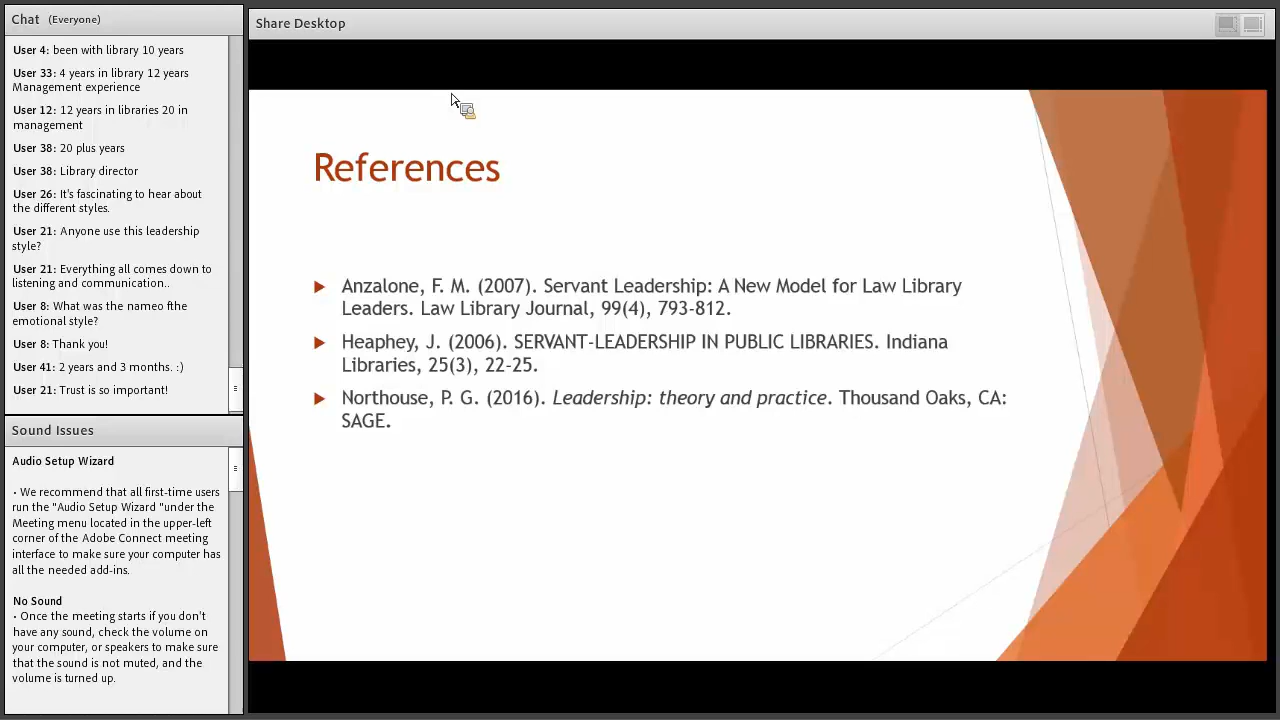 Chat (Everyone)
User 4: been with library 10 years
User 33: 4 years in library 12 years
Management experience
User 12: 12 years in libraries 20 in
management
User 38: 20 plus years
User 38: Library director
User 26: It's fascinating to hear about
the different styles.
User 21: Anyone use this leadership
style?
User 21: Everything all comes down to
listening and communication..
User 8: What was the nameo fthe
emotional style?
User 8: Thank you!
User 41: 2 years and 3 months. :)
User 21: Trust is so important!
Sound Issues
Audio Setup Wizard
• We recommend that all first-time users
run the "Audio Setup Wizard "under the
Meeting menu located in the upper-left
corner of the Adobe Connect meeting
interface to make sure your computer has
all the needed add-ins.
No Sound
• Once the meeting starts if you don't
have any sound, check the volume on
your computer, or speakers to make sure
that the sound is not muted, and the
volume is turned up.
Share Desktop
References
Anzalone, F. M. (2007). Servant Leadership: A New Model for Law Library
Leaders. Law Library Journal, 99(4), 793-812.
Heaphey, J. (2006). SERVANT-LEADERSHIP IN PUBLIC LIBRARIES. Indiana
Libraries, 25(3), 22-25.
Northouse, P. G. (2016). Leadership: theory and practice. Thousand Oaks, CA:
SAGE.